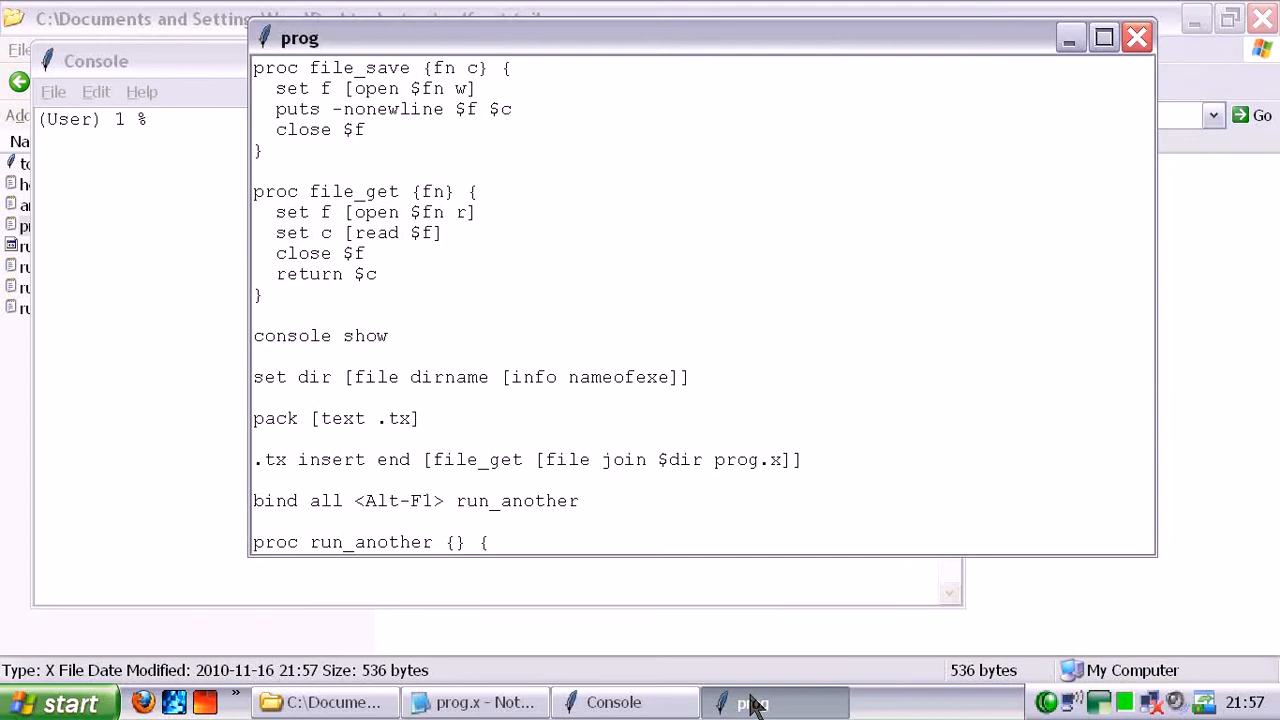 C:\Documents and Setting
prog
File
Console
File Edit Help
(User) 1 %
Go
proc file_save {fn c} {
set f [open $fn w]
puts -nonewline $f $c
close $f
}
proc file_get {fn} {
set f [open $fn r]
set c [read $f]
close $f
return $c
}
console show
set dir [file dirname [info nameofexe]]
pack [text .tx]
.tx insert end [file_get [file join $dir prog.x]]
bind all <Alt-F1> run_another
proc run_another {} {
Type: X File Date Modified: 2010-11-16 21:57 Size: 536 bytes
536 bytes
My Computer
start
»
C:\Docume...
prog.x - Not...
Console
prog
21:57